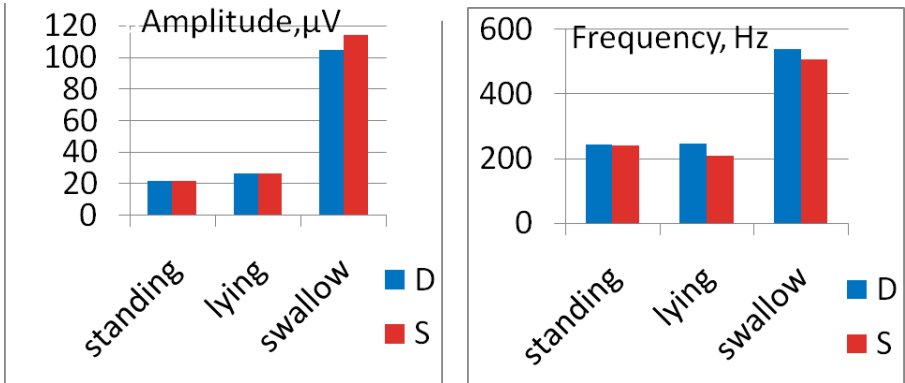 Amplitude,µV
120
100
80
60
40
20
0
standing
lying
swallow
D
S
Frequency, Hz
600
400
200
0
standing
lying
swallow
D
S